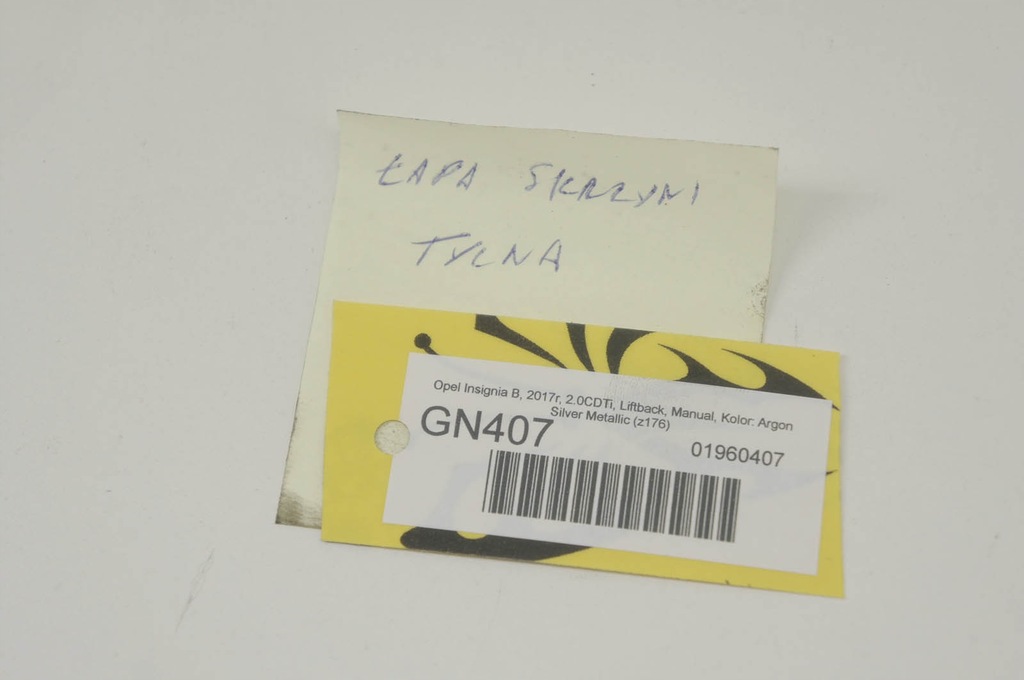 ŁAPA SKRZYNI
TYLNA
Opel Insignia B, 2017r, 2.0CDTi, Liftback, Manual, Kolor: Argon
Silver Metallic (z176)
GN407
01960407